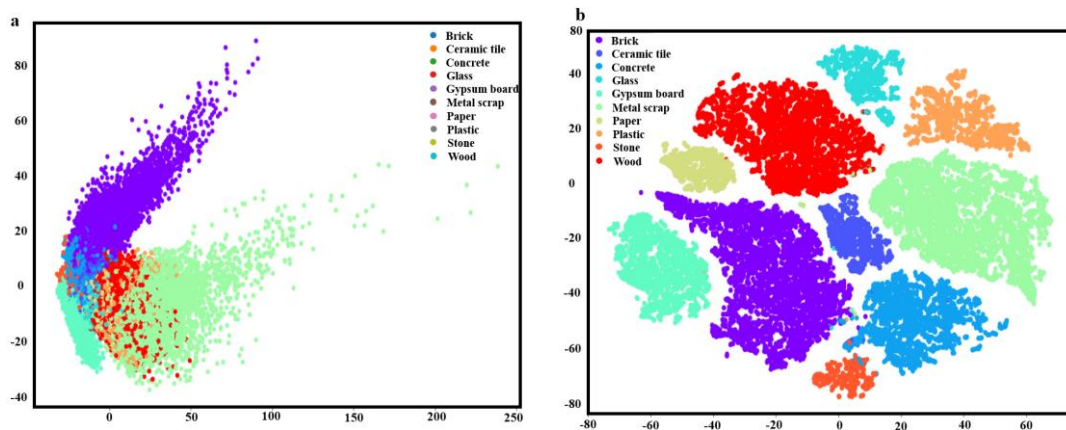 a
80
60
40
20
0
-20
-40
0
50
100
150
200
250
Brick
Ceramic tile
Concrete
Glass
Gypsum board
Metal scrap
Paper
Plastic
Stone
Wood
b
80
40
20
0
-20
-40
-60
-80
-80
-60
-40
-20
0
20
40
60
Brick
Ceramic tile
Concrete
Glass
Gypsum board
Metal scrap
Paper
Plastic
Stone
Wood